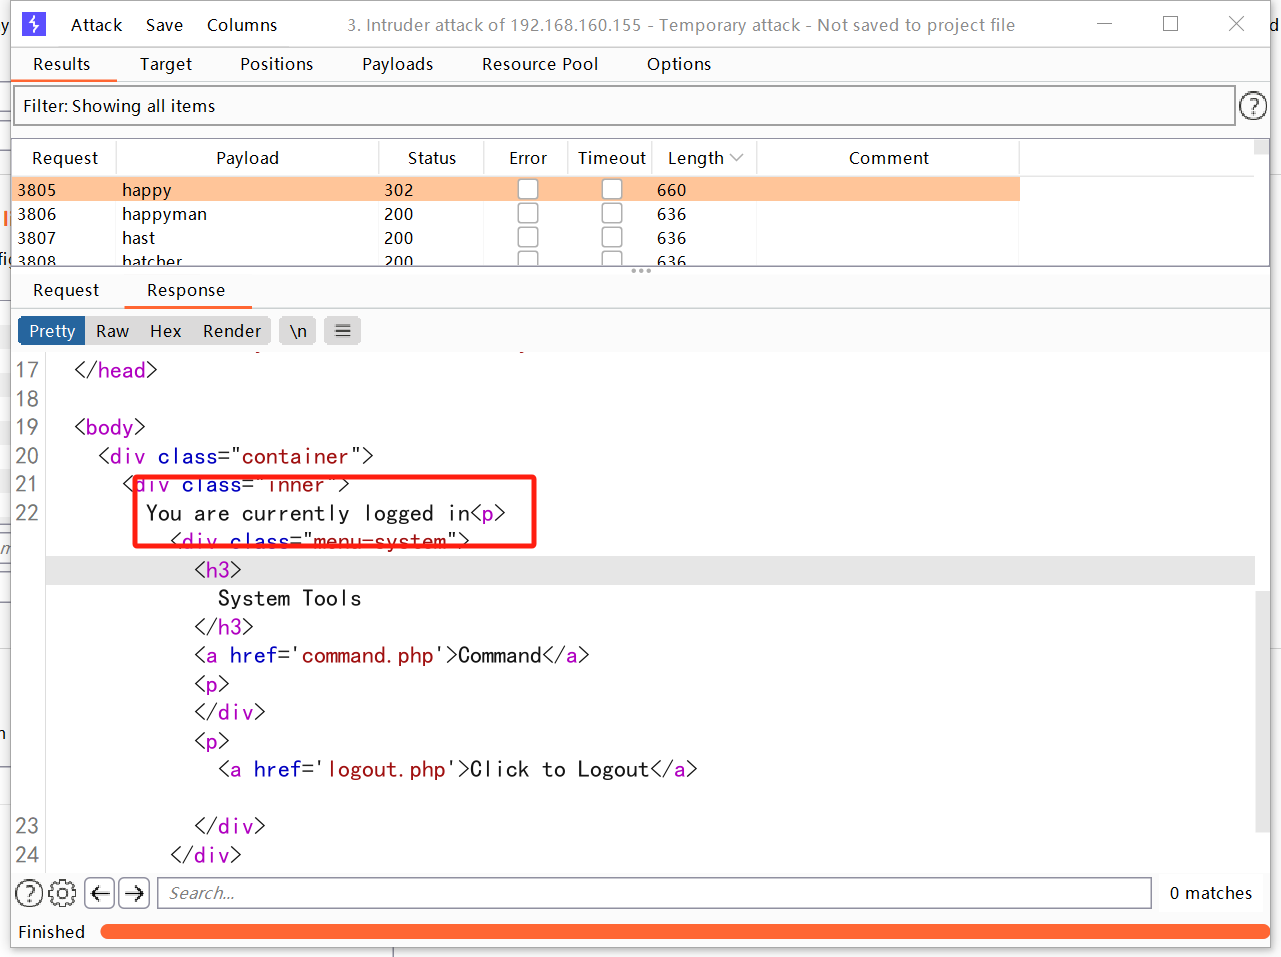 Attack Save Columns 3. Intruder attack of 192.168.160.155 - Temporary attack - Not saved to project file
Results Target Positions Payloads Resource Pool Options
Filter: Showing all items
Request Payload Status Error Timeout Length Comment
3805 happy 302 660
3806 happyman 200 636
3807 hast 200 636
3808 hatcher 200 636
Request Response
Pretty Raw Hex Render \n
17 </head>
18
19 <body>
20 <div class="container">
21 <div class="inner">
22 You are currently logged in<p>
<div class="menu-system">
<h3>
System Tools
</h3>
<a href='command.php'>Command</a>
<p>
</div>
<p>
<a href='logout.php'>Click to Logout</a>
23 </div>
24 </div>
Search... 0 matches
Finished